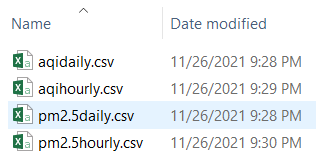 Name Date modified
aqidaily.csv 11/26/2021 9:28 PM
aqihourly.csv 11/26/2021 9:29 PM
pm2.5daily.csv 11/26/2021 9:28 PM
pm2.5hourly.csv 11/26/2021 9:30 PM